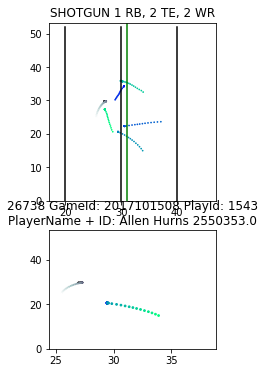 SHOTGUN 1 RB, 2 TE, 2 WR
50
40
30
20
10
0
20 30 40
26738 GameId: 2017101508 PlayId: 1543
PlayerName + ID: Allen Hurns 2550353.0
40
20
0
25 30 35